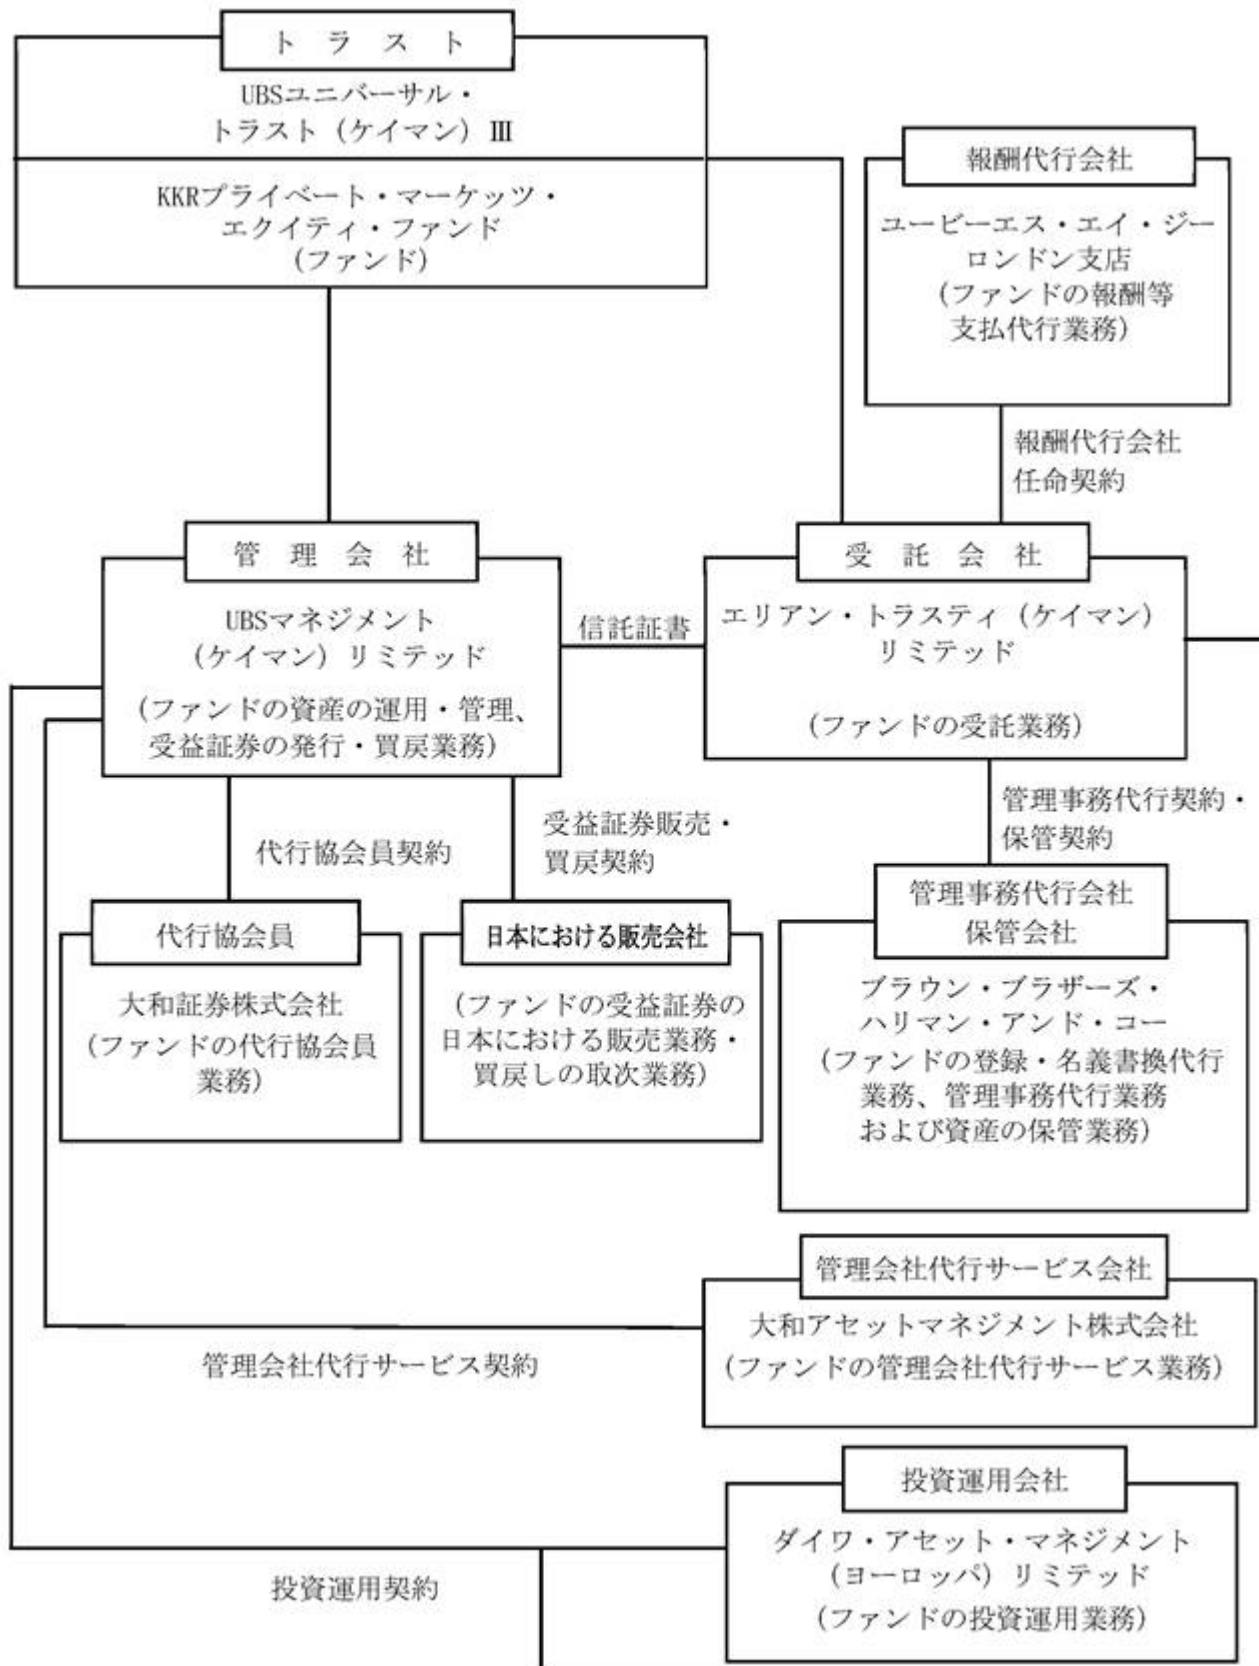 トラスト
UBSユニバーサル・
トラスト（ケイマン）Ⅲ
KKRプライベート・マーケッツ・
エクイティ・ファンド
（ファンド）
報酬代行会社
ユービーエス・エイ・ジー
ロンドン支店
（ファンドの報酬等
支払代行業務）
報酬代行会社
任命契約
管理会社
UBSマネジメント
（ケイマン）リミテッド
（ファンドの資産の運用・管理、
受益証券の発行・買戻業務）
信託証書
受託会社
エリアン・トラスティ（ケイマン）
リミテッド
（ファンドの受託業務）
代行協会員契約
受益証券販売・
買戻契約
管理事務代行契約・
保管契約
代行協会員
大和証券株式会社
（ファンドの代行協会員
業務）
日本における販売会社
（ファンドの受益証券の
日本における販売業務・
買戻しの取次業務）
管理事務代行会社
保管会社
ブラウン・ブラザーズ・
ハリマン・アンド・コー
（ファンドの登録・名義書換代行
業務、管理事務代行業務
および資産の保管業務）
管理会社代行サービス会社
大和アセットマネジメント株式会社
（ファンドの管理会社代行サービス業務）
管理会社代行サービス契約
投資運用会社
ダイワ・アセット・マネジメント
（ヨーロッパ）リミテッド
（ファンドの投資運用業務）
投資運用契約